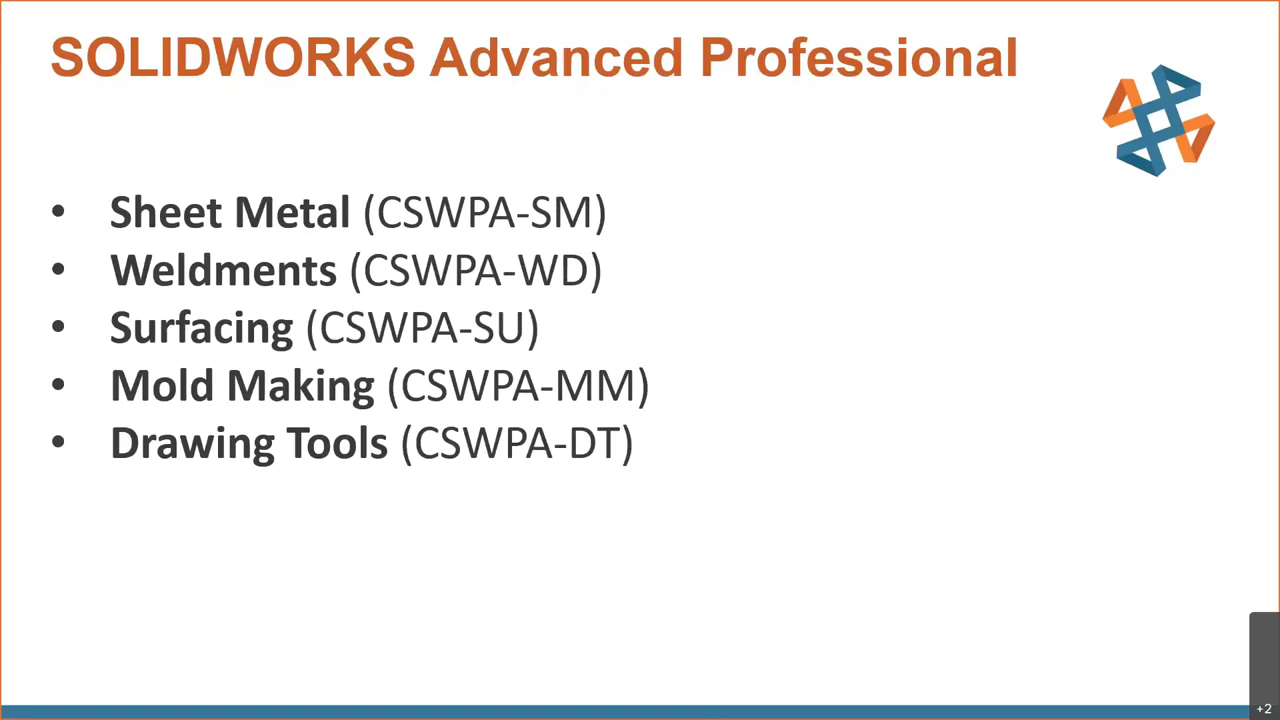 SOLIDWORKS Advanced Professional
• Sheet Metal (CSWPA-SM)
• Weldments (CSWPA-WD)
• Surfacing (CSWPA-SU)
• Mold Making (CSWPA-MM)
• Drawing Tools (CSWPA-DT)
+2